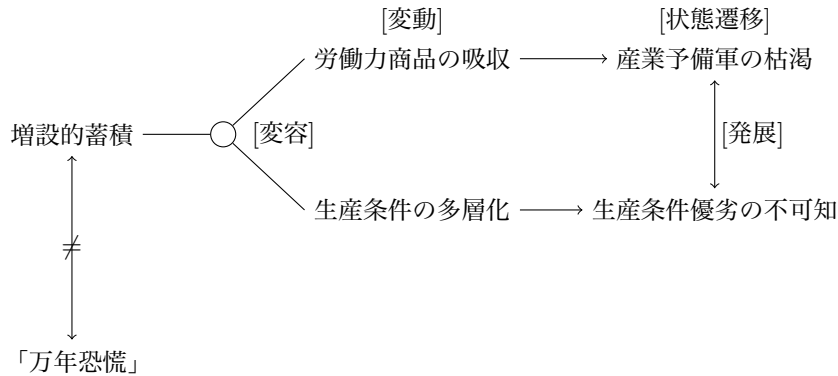 [変動] [状態遷移]
労働力商品の吸収 産業予備軍の枯渇
増設的蓄積 [変容] [発展]
生産条件の多層化 生産条件優劣の不可知
≠
「万年恐慌」